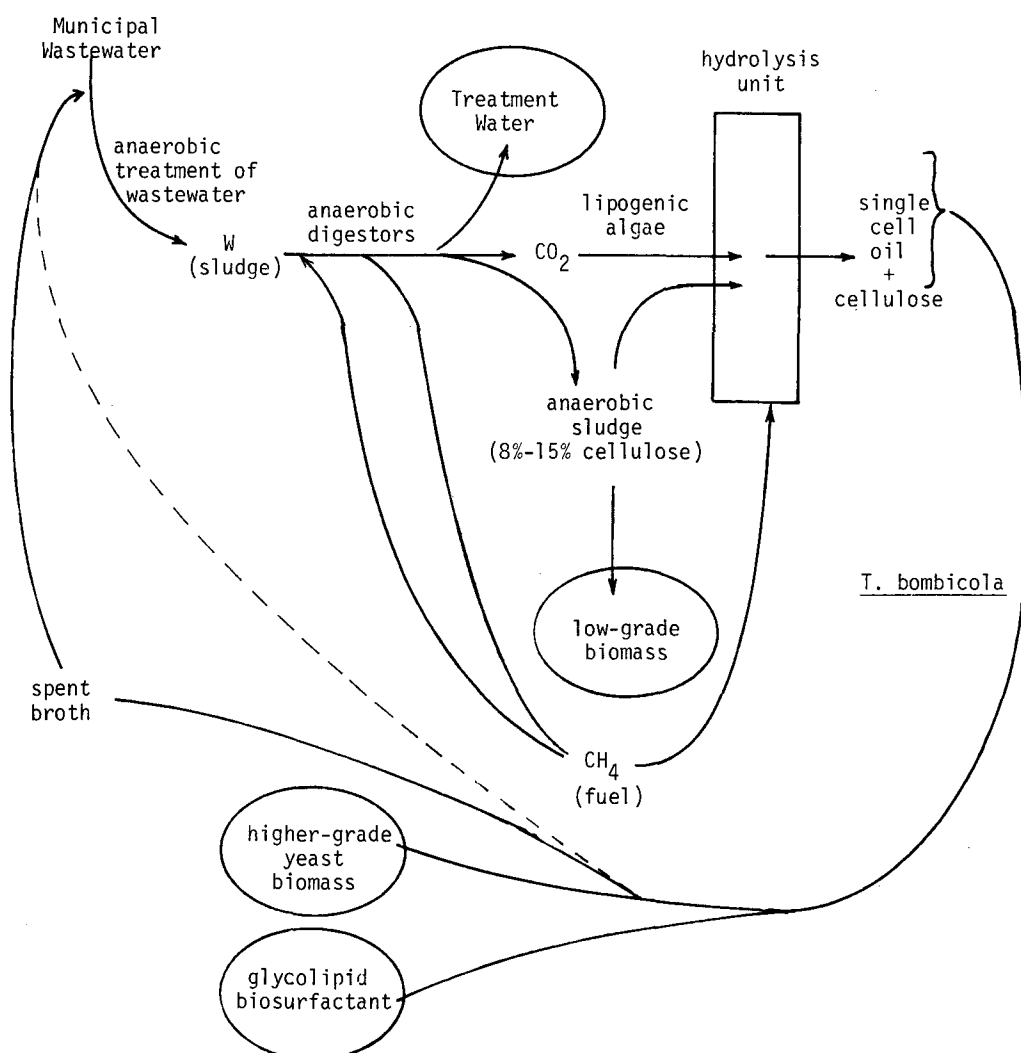 Municipal
Wastewater
anaerobic
treatment of
wastewater
W
(sludge)
anaerobic
digestors
Treatment
Water
CO2
lipogenic
algae
hydrolysis
unit
single
cell
oil
+
cellulose
anaerobic
sludge
(8%-15% cellulose)
low-grade
biomass
T. bombicola
CH4
(fuel)
spent
broth
higher-grade
yeast
biomass
glycolipid
biosurfactant